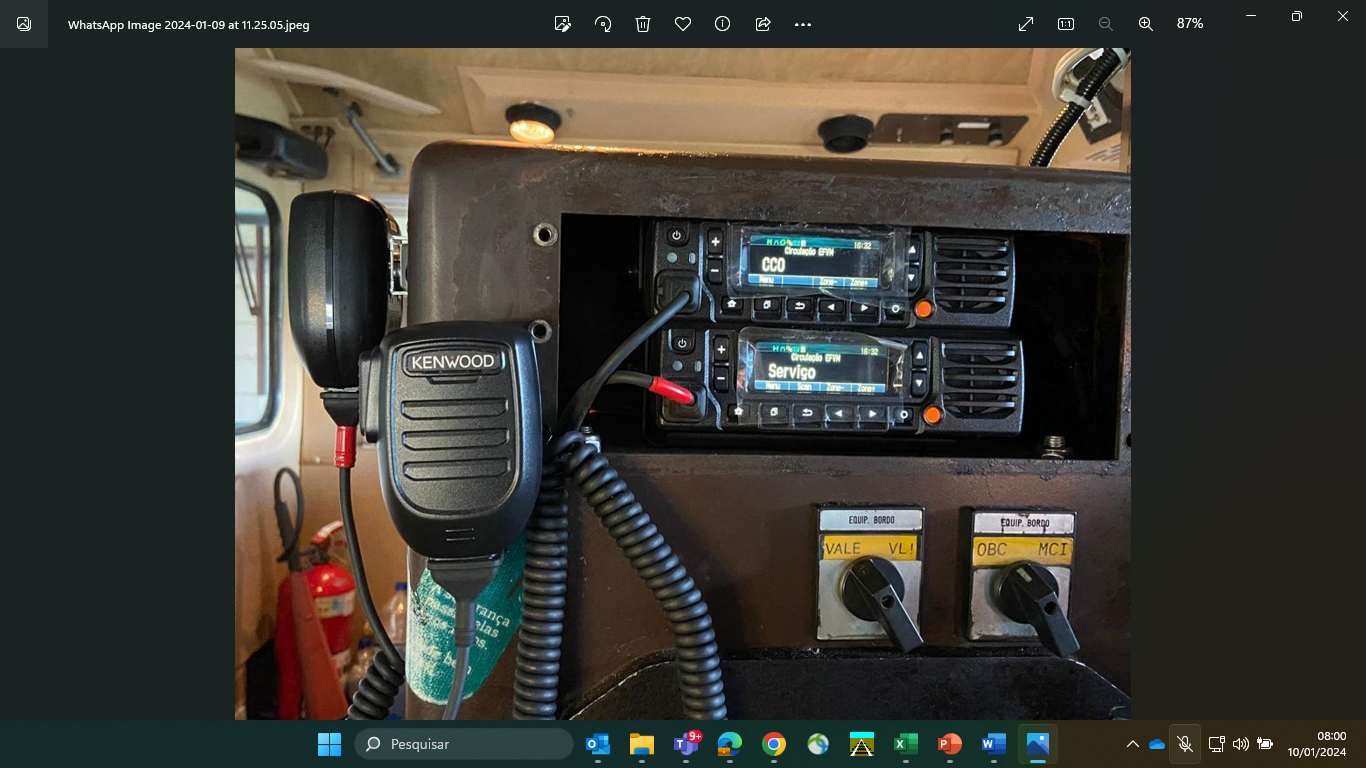 WhatsApp Image 2024-01-09 at 11.25.05.jpeg
87%
16:32
Circulação EFVM
CCO
Menu Zone- Zone+
16:32
Circulação EFVM
Serviço
Menu Scan Zone- Zone+
KENWOOD
EQUIP. BORDO
VALE VL!
EQUIP. BORDO
OBC MCI
Pesquisar
9+
08:00
10/01/2024